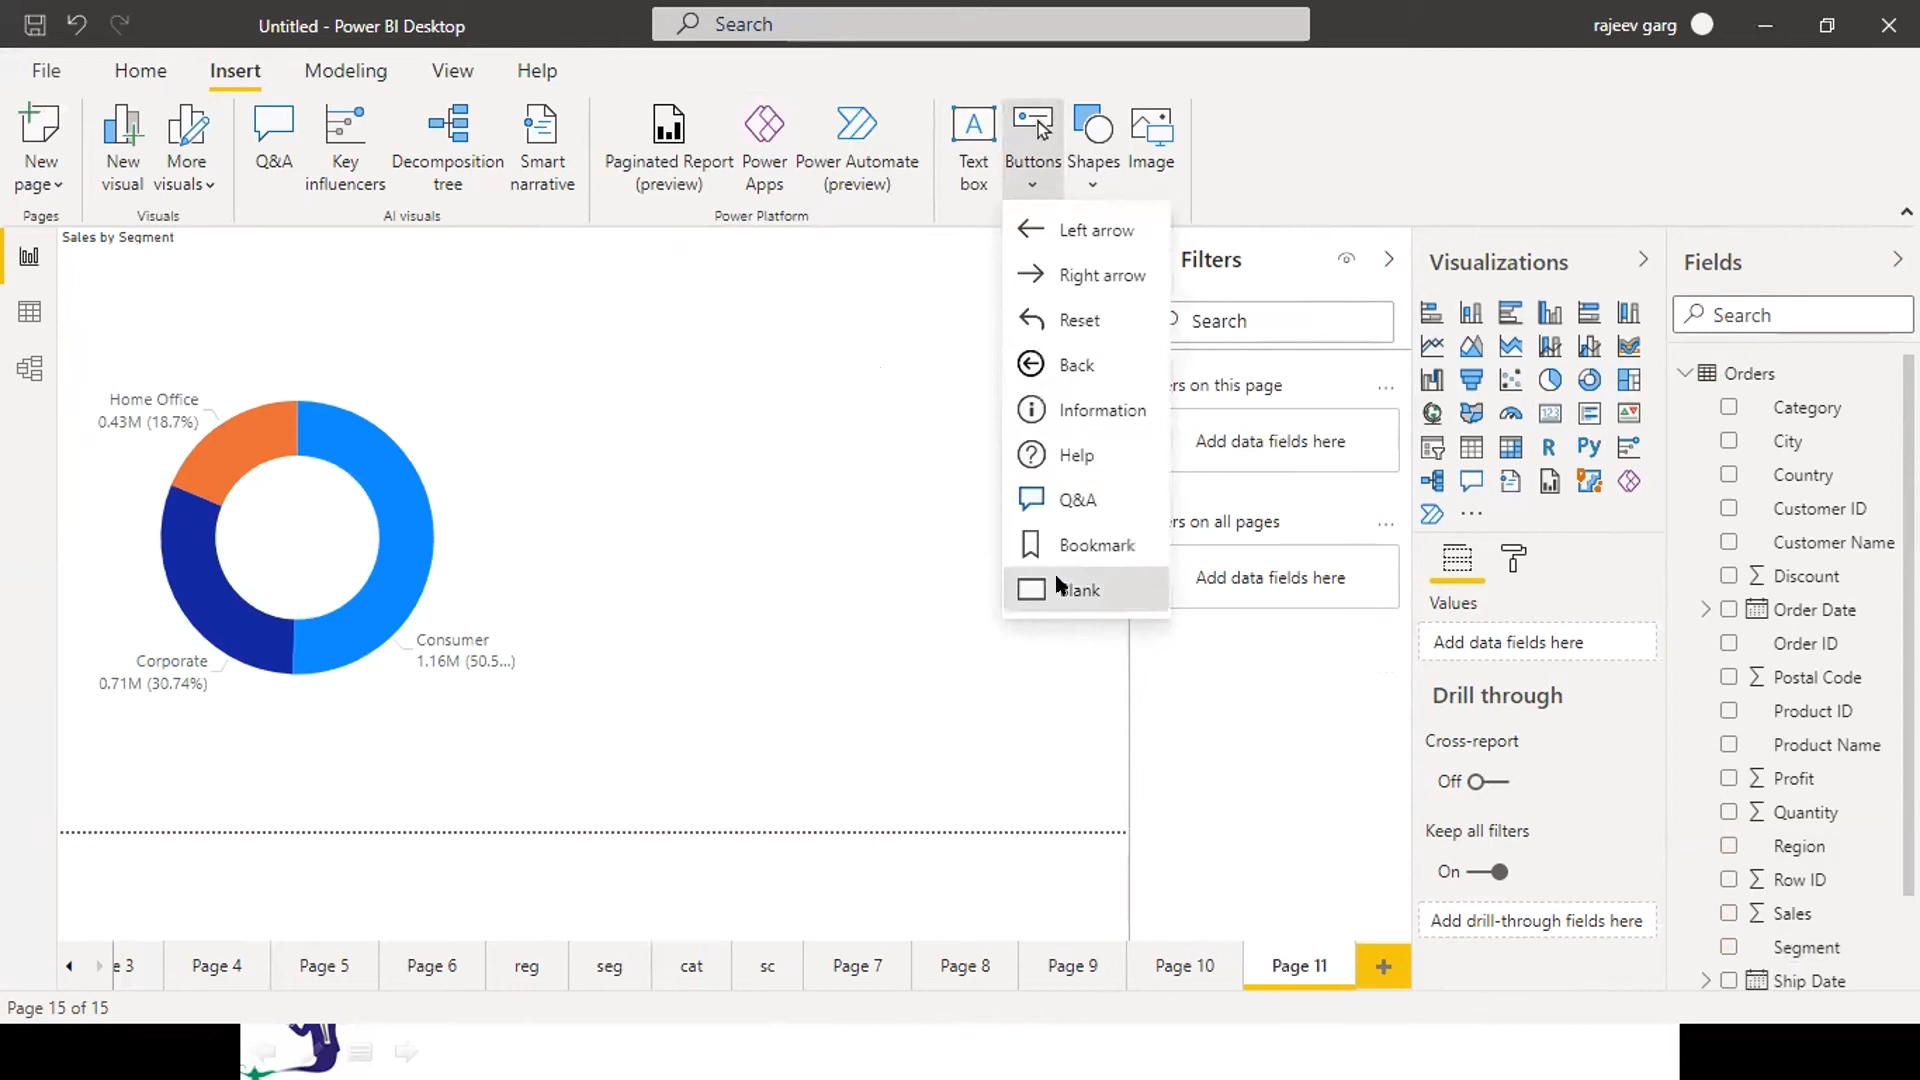 Untitled - Power BI Desktop
Search
rajeev garg
File
Home
Insert
Modeling
View
Help
New page
New visual
More visuals
Q&A
Key influencers
Decomposition tree
Smart narrative
Paginated Report (preview)
Power Apps
Power Automate (preview)
Text box
Buttons
Shapes
Image
Pages
Visuals
AI visuals
Power Platform
Sales by Segment
Home Office
0.43M (18.7%)
Consumer
1.16M (50.5...)
Corporate
0.71M (30.74%)
Left arrow
Right arrow
Reset
Back
Information
Help
Q&A
Bookmark
lank
Filters
Search
ers on this page
...
Add data fields here
ers on all pages
...
Add data fields here
Visualizations
123
R
Py
...
Values
Add data fields here
Drill through
Cross-report
Off
Keep all filters
On
Add drill-through fields here
Fields
Search
Orders
Category
City
Country
Customer ID
Customer Name
Discount
Order Date
Order ID
Postal Code
Product ID
Product Name
Profit
Quantity
Region
Row ID
Sales
Segment
Ship Date
e 3
Page 4
Page 5
Page 6
reg
seg
cat
sc
Page 7
Page 8
Page 9
Page 10
Page 11
Page 15 of 15